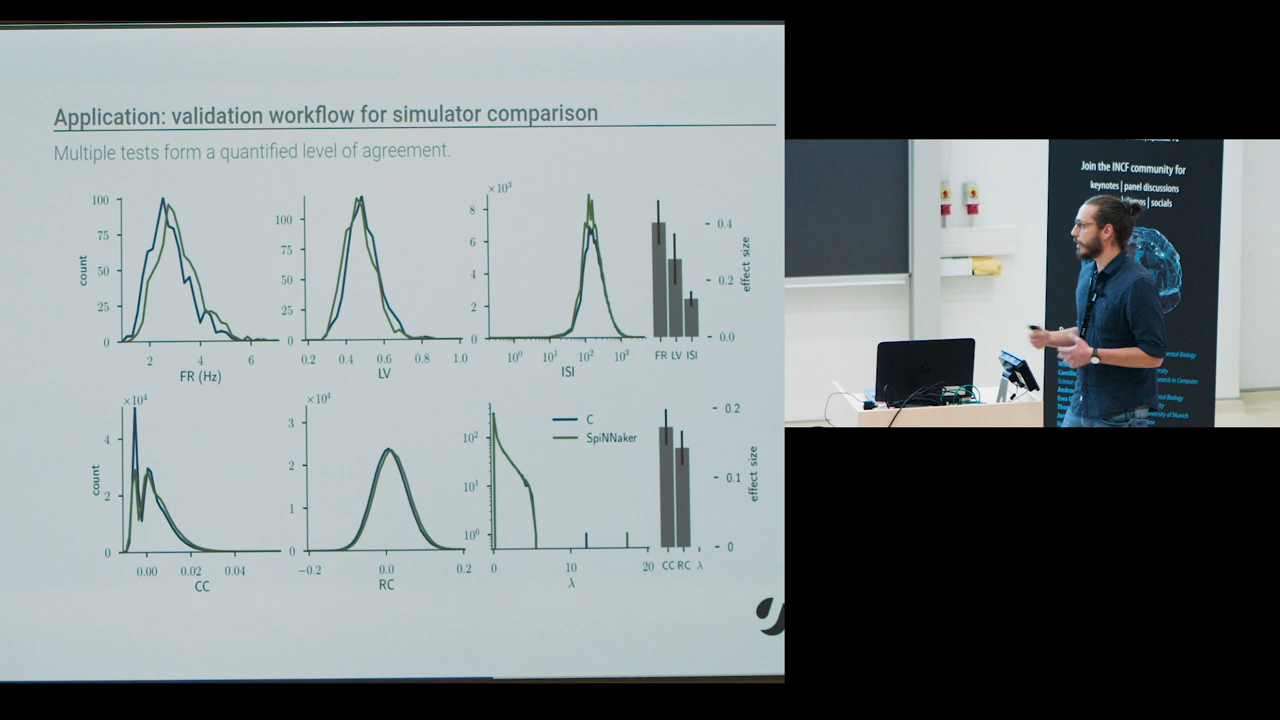 Application: validation workflow for simulator comparison
Multiple tests form a quantified level of agreement.
100
75
50
25
0
count
2 4 6
FR (Hz)
100
75
50
25
0
0.2 0.4 0.6 0.8 1.0
LV
×10³
8
6
4
2
0
10⁰ 10¹ 10² 10³
ISI
0.4
0.2
0.0
effect size
FR LV ISI
×10⁴
4
2
0
count
0.00 0.02 0.04
CC
×10⁴
3
2
1
0
−0.2 0.0 0.2
RC
10²
10¹
10⁰
0 10 20
λ
C
SpiNNaker
0.2
0.1
0
effect size
CC RC λ
Join the INCF community for
keynotes | panel discussions
socials